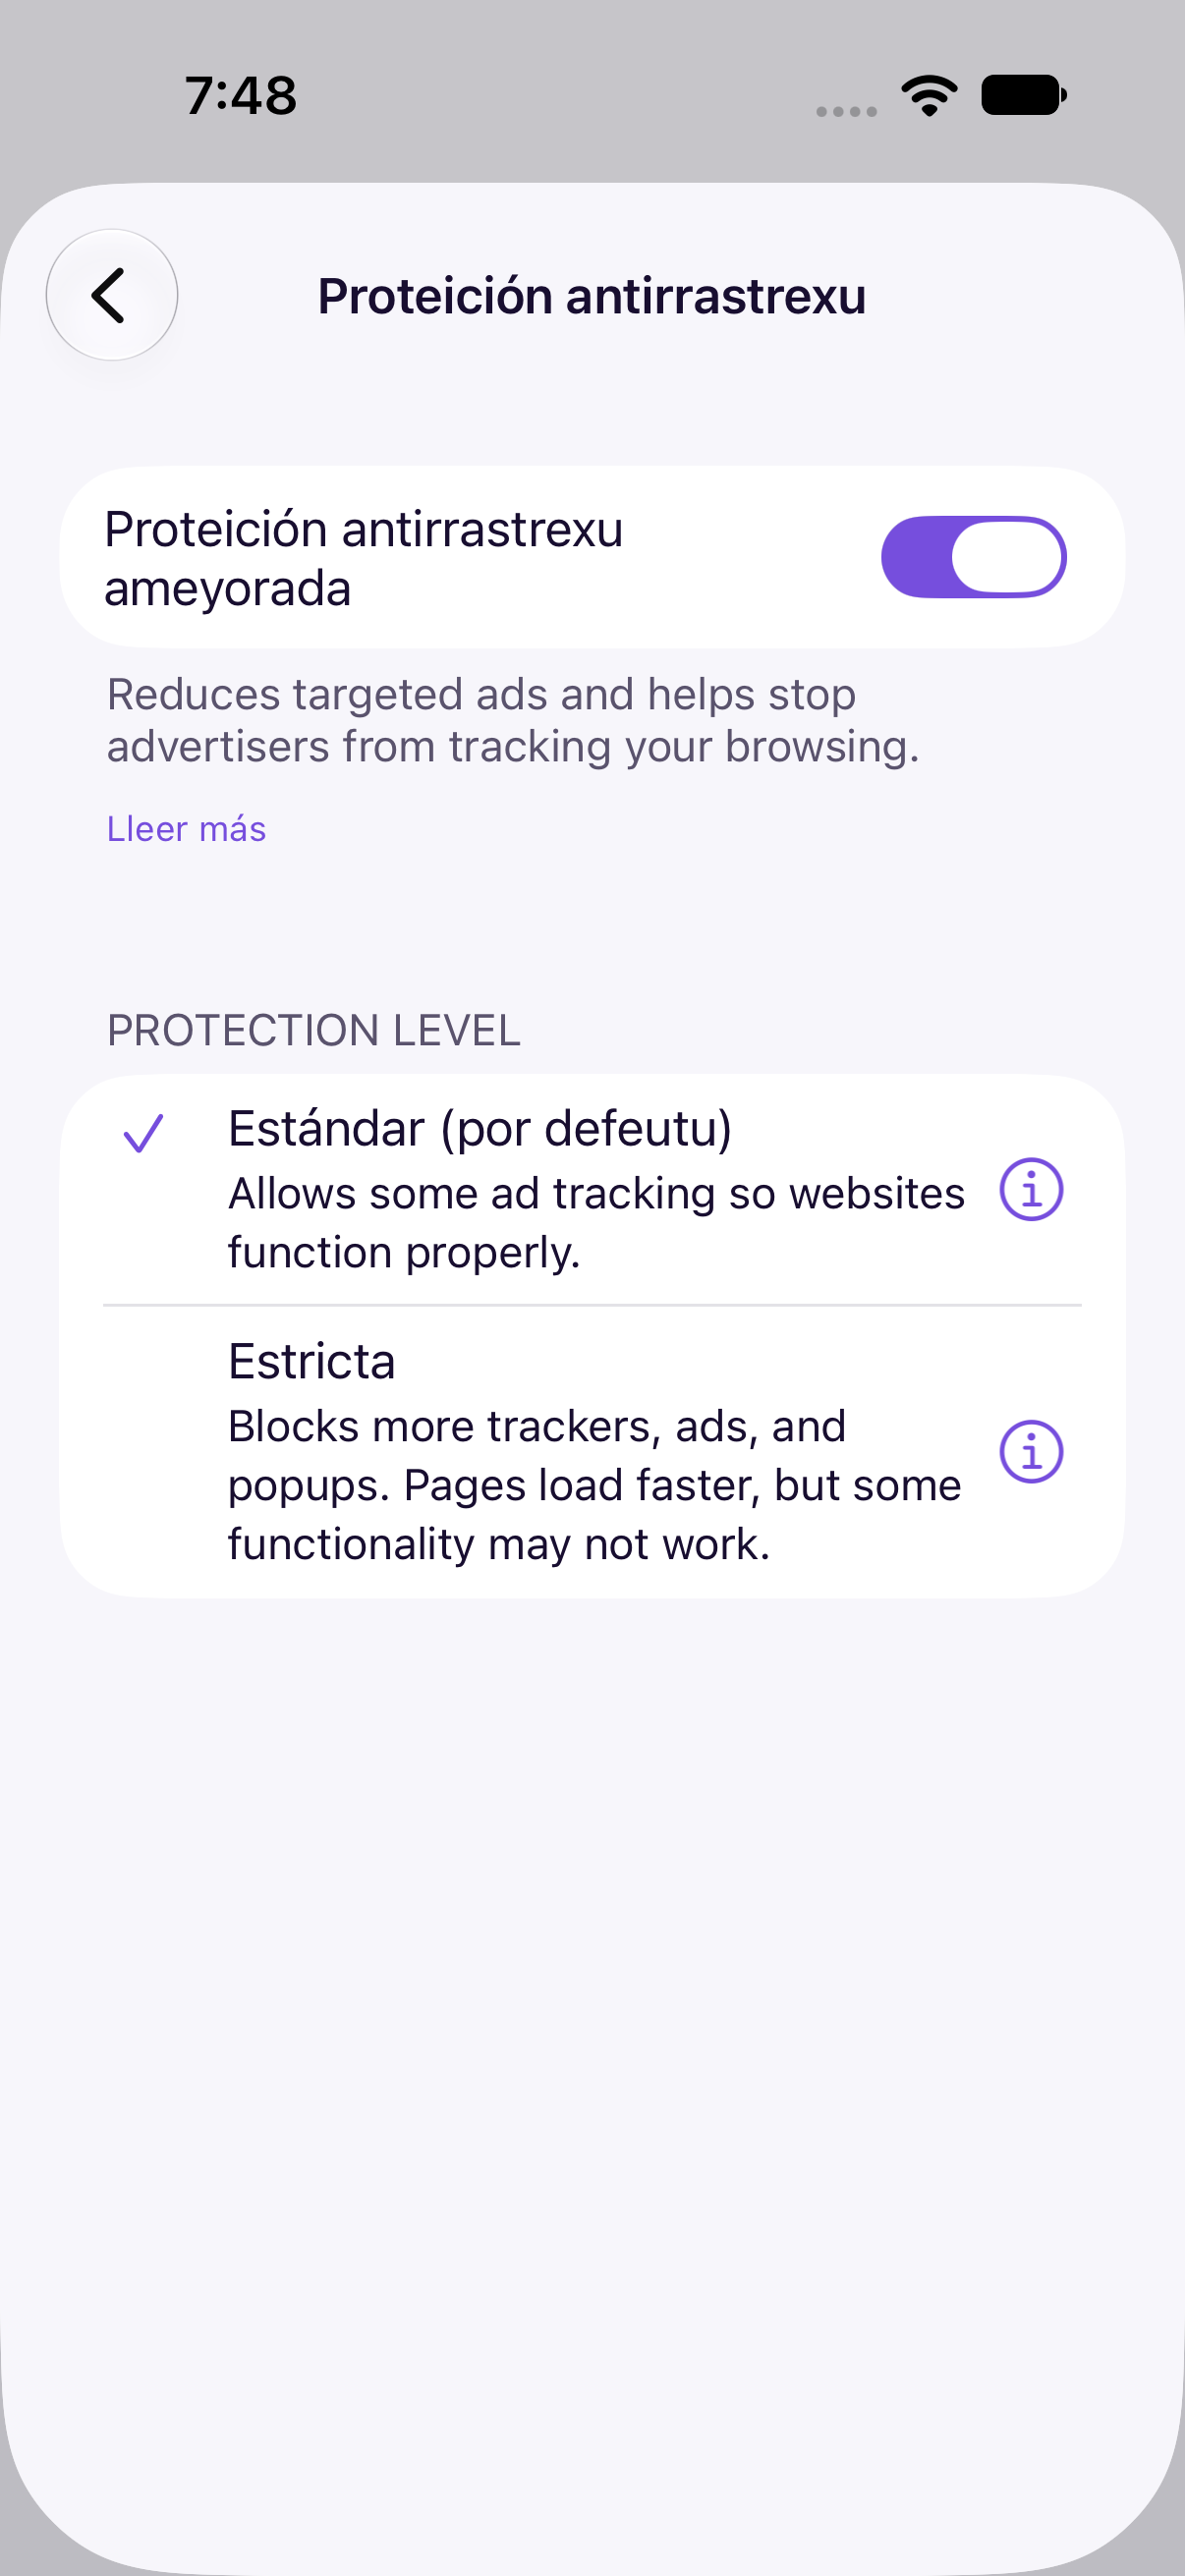 7:48
Proteición antirrastrexu
Proteición antirrastrexu
ameyorada
Reduces targeted ads and helps stop
advertisers from tracking your browsing.
Lleer más
PROTECTION LEVEL
Estándar (por defeutu)
Allows some ad tracking so websites
function properly.
Estricta
Blocks more trackers, ads, and
popups. Pages load faster, but some
functionality may not work.